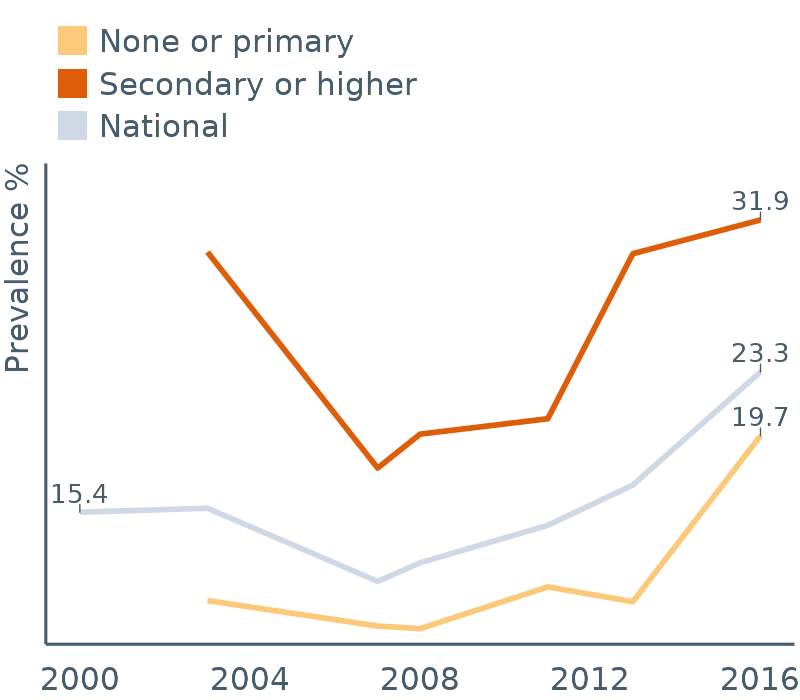 None or primary
Secondary or higher
National
Prevalence %
31.9
23.3
19.7
15.4
2000 2004 2008 2012 2016